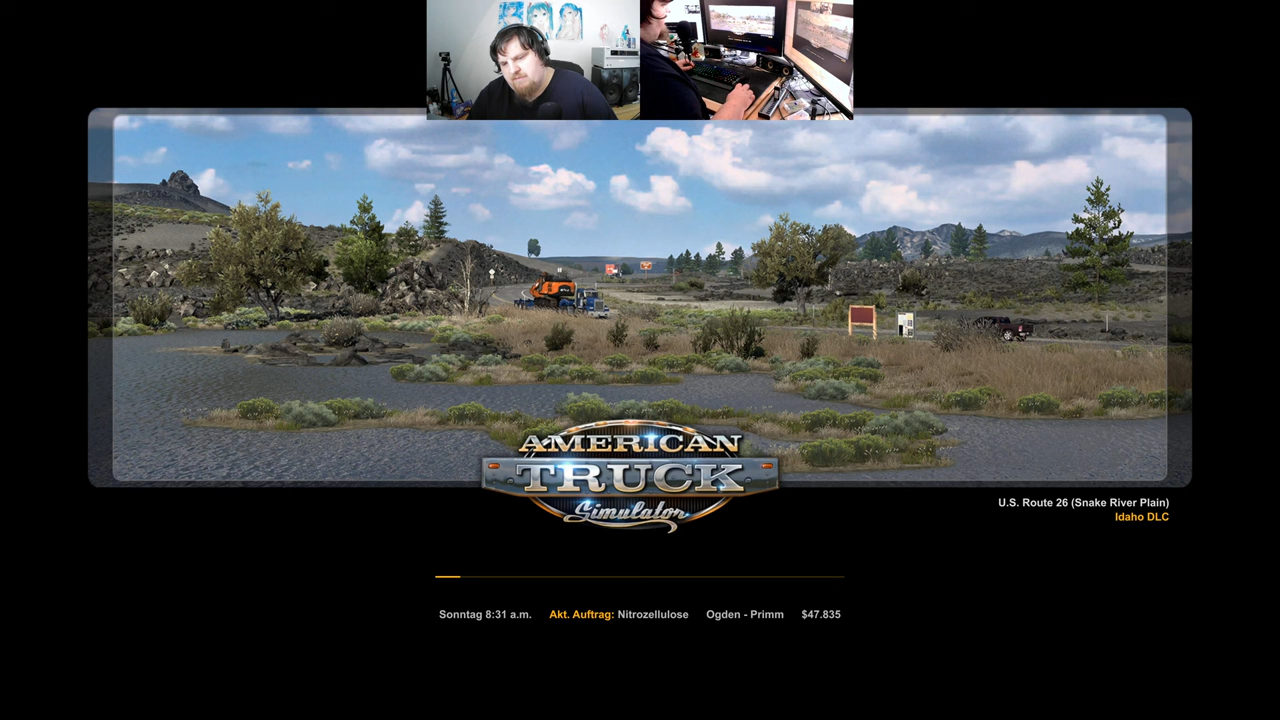 AMERICAN
TRUCK
Simulator
U.S. Route 26 (Snake River Plain)
Idaho DLC
Sonntag 8:31 a.m. Akt. Auftrag: Nitrozellulose Ogden - Primm $47.835